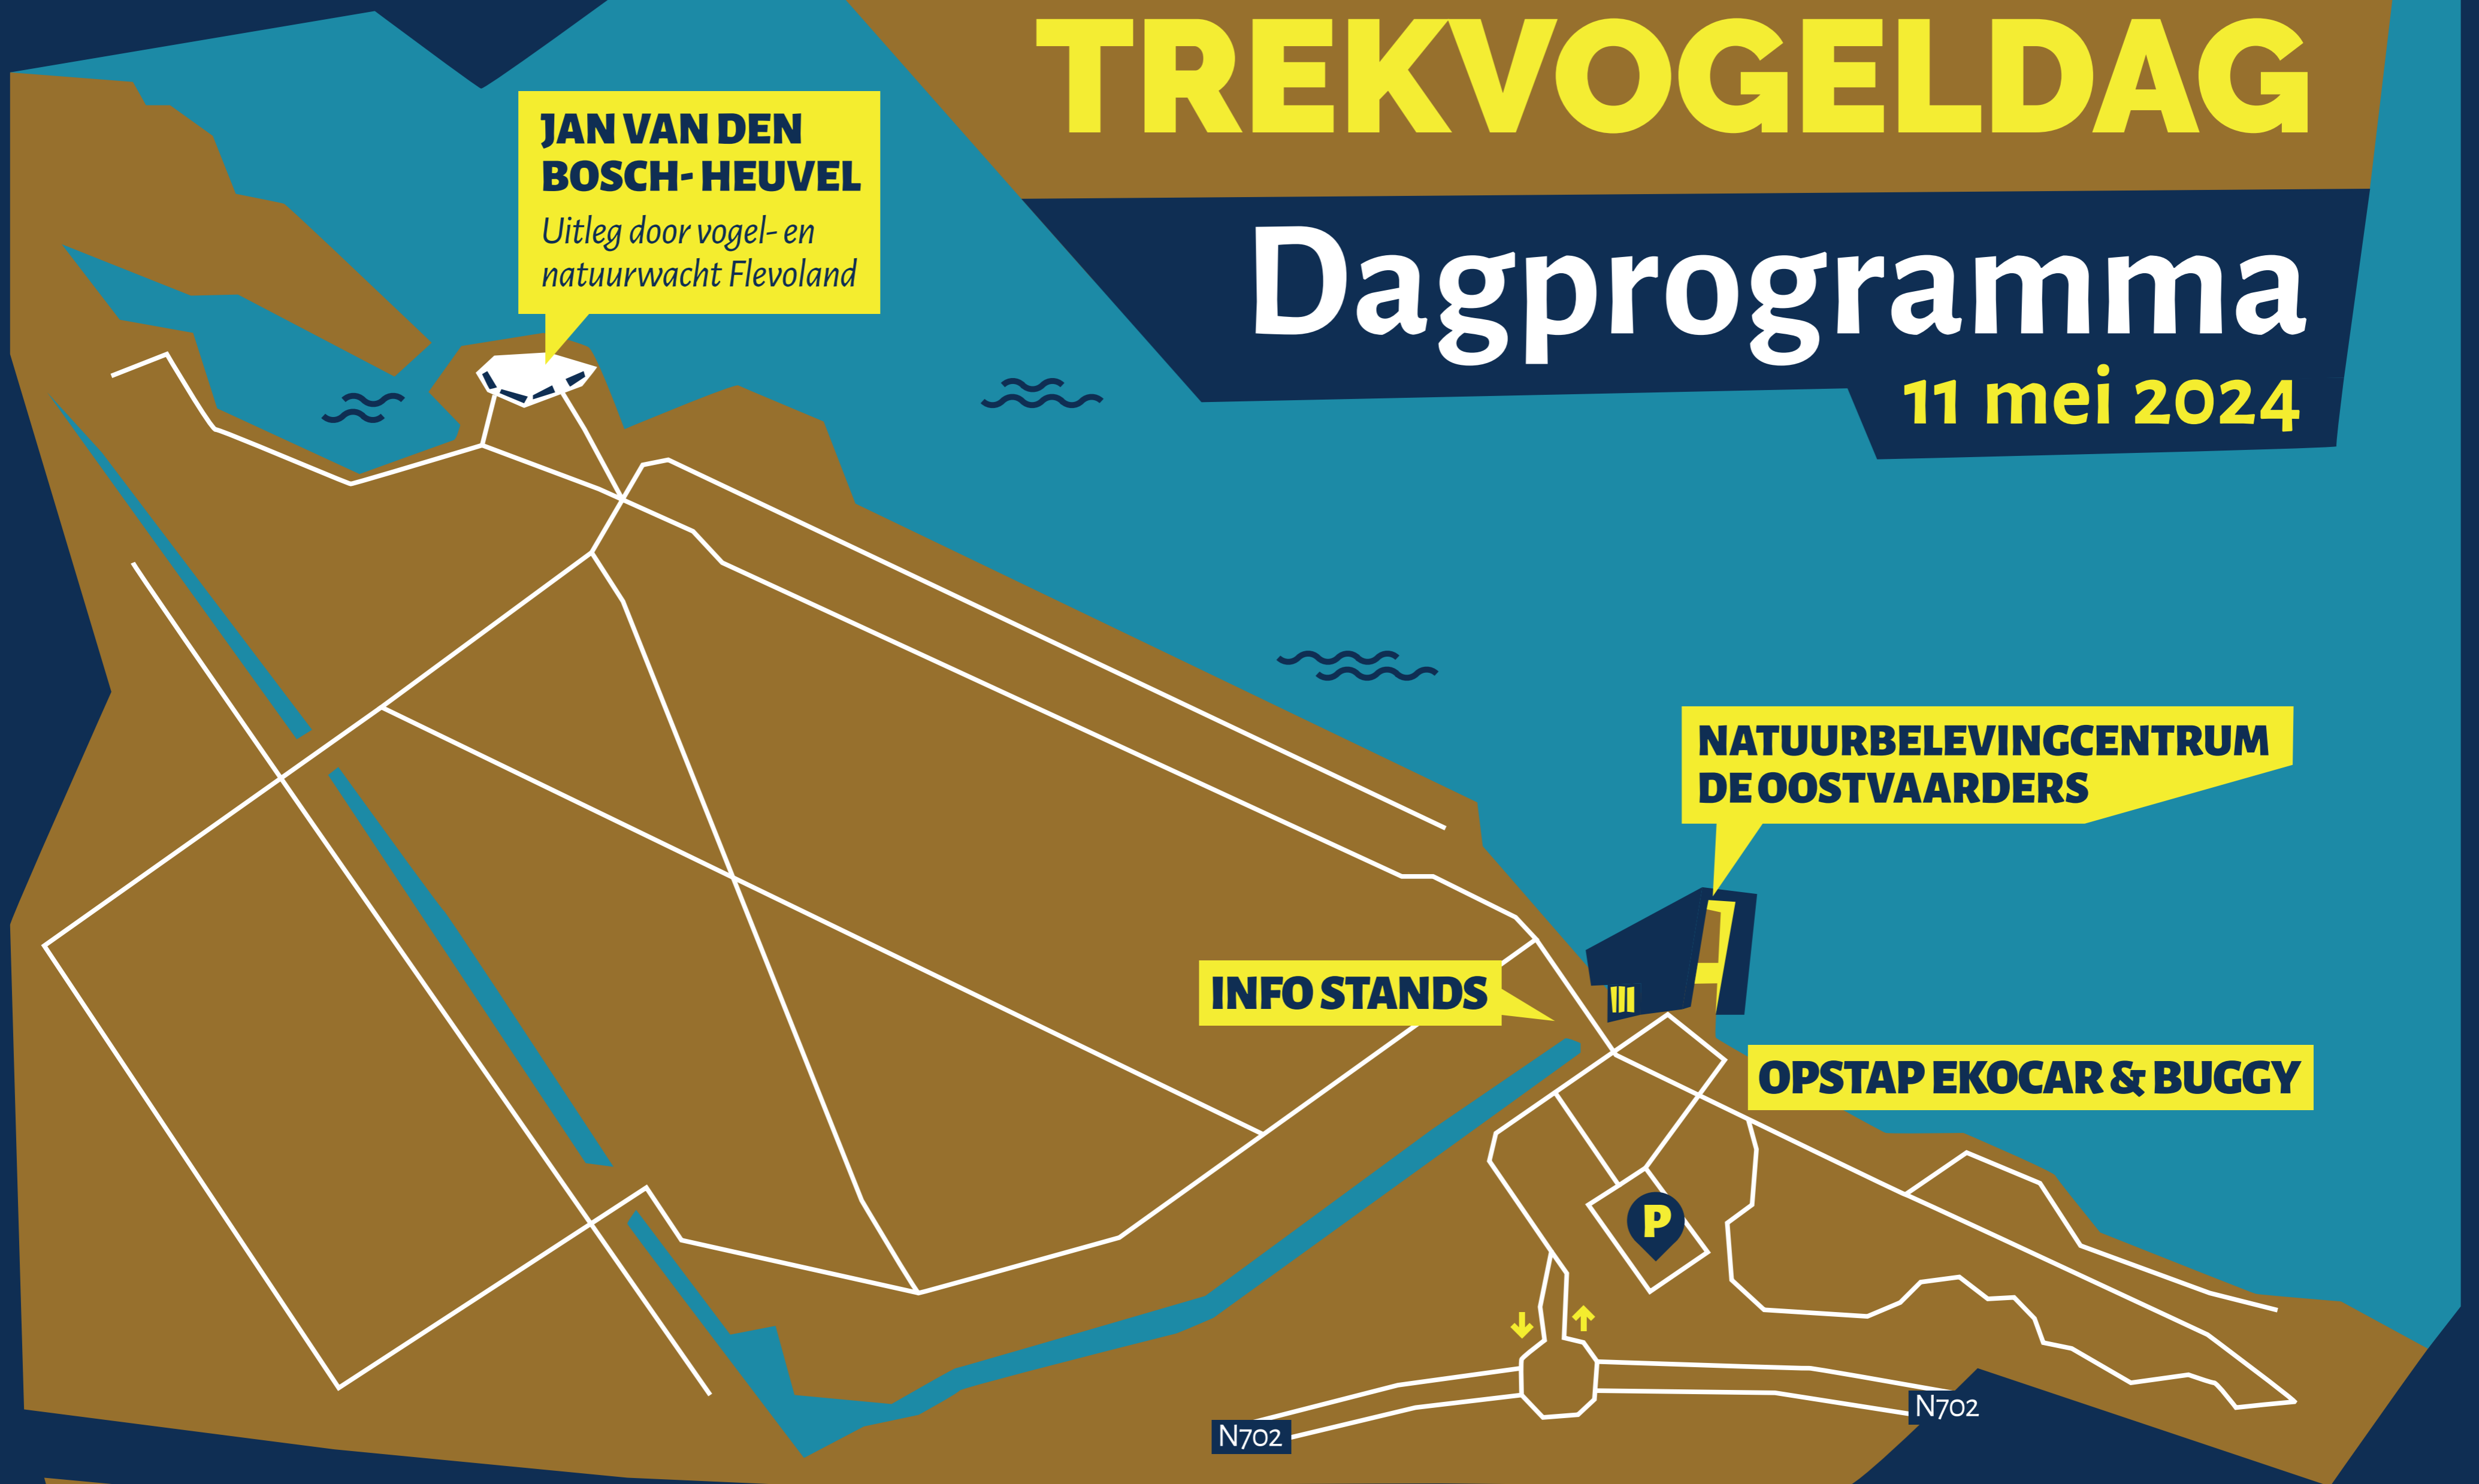 TREKVOGELDAG
Dagprogramma
11 mei 2024
JAN VAN DEN
BOSCH- HEUVEL
Uitleg door vogel- en
natuurwacht Flevoland
NATUURBELEVINGCENTRUM
DE OOSTVAARDERS
INFO STANDS
OPSTAP EKOCAR & BUGGY
P
N702
N702